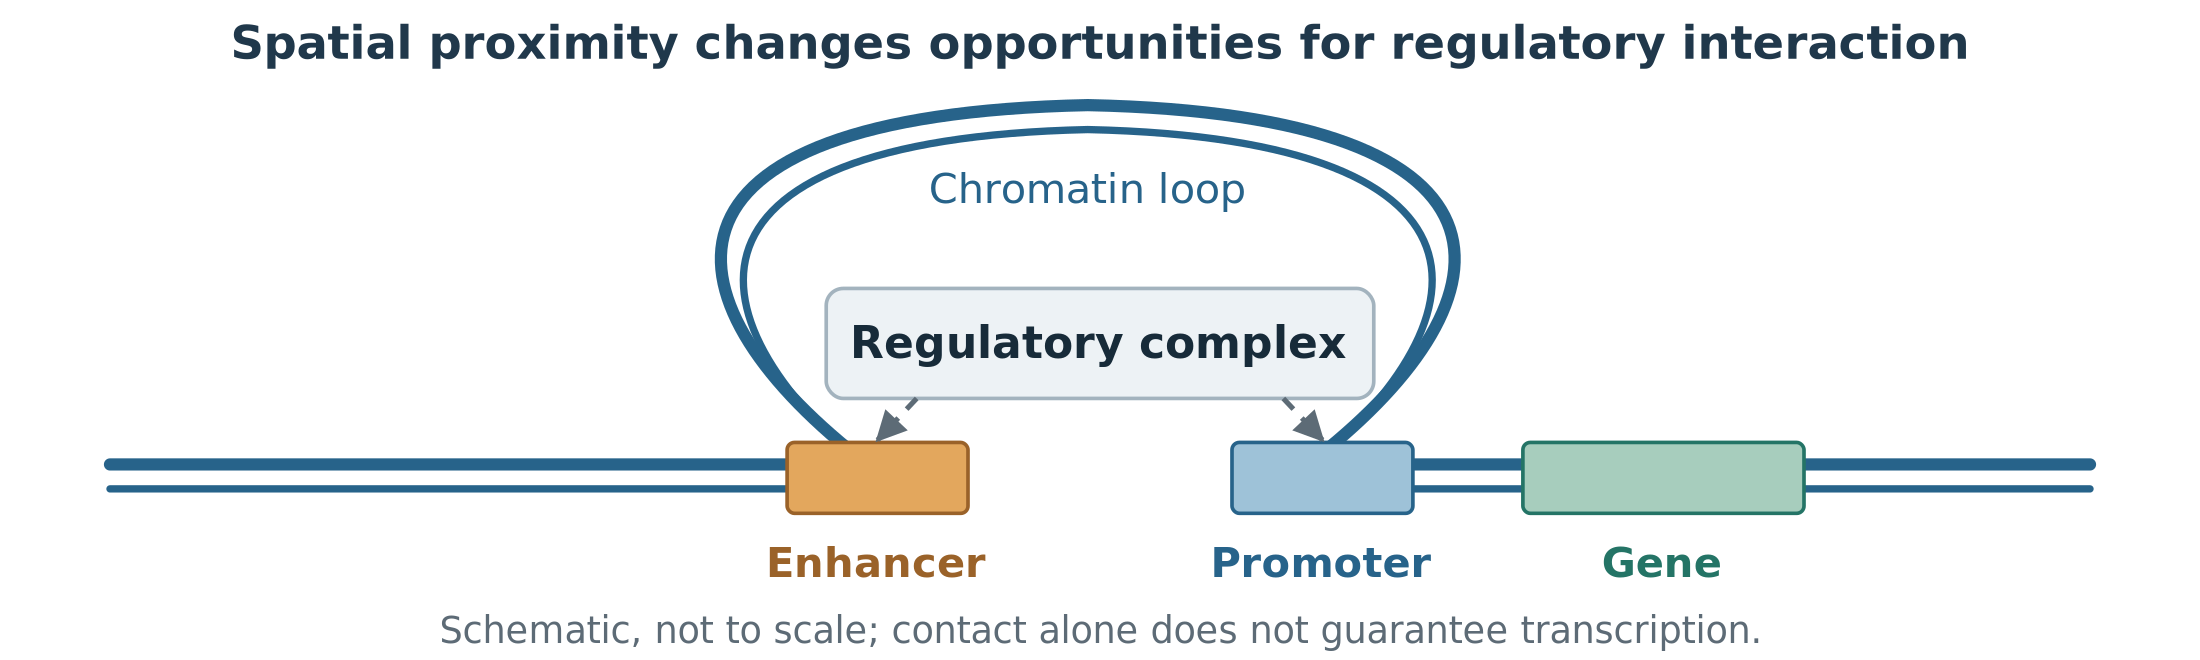 Spatial proximity changes opportunities for regulatory interaction
Chromatin loop
Regulatory complex
Enhancer
Promoter
Gene
Schematic, not to scale; contact alone does not guarantee transcription.